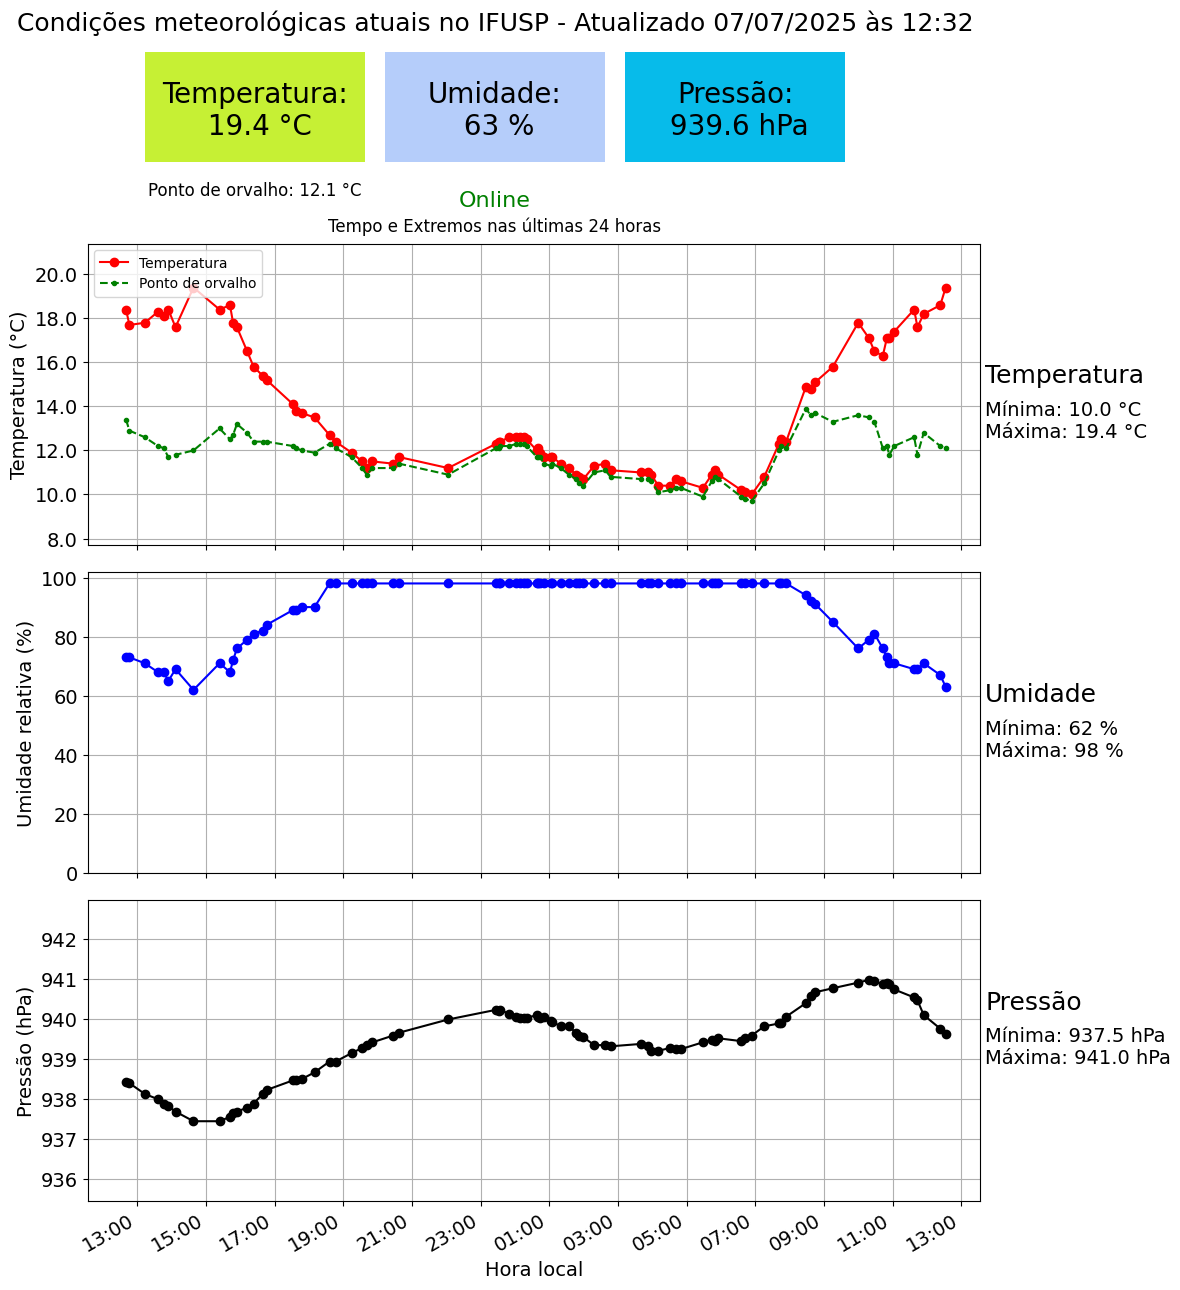 Condições meteorológicas atuais no IFUSP - Atualizado 07/07/2025 às 12:32
Temperatura:
19.4 °C
Umidade:
63 %
Pressão:
939.6 hPa
Ponto de orvalho: 12.1 °C
Online
Tempo e Extremos nas últimas 24 horas
Temperatura
Ponto de orvalho
Temperatura (°C)
20.0
18.0
16.0
14.0
12.0
10.0
8.0
Temperatura
Mínima: 10.0 °C
Máxima: 19.4 °C
Umidade relativa (%)
100
80
60
40
20
0
Umidade
Mínima: 62 %
Máxima: 98 %
Pressão (hPa)
942
941
940
939
938
937
936
Pressão
Mínima: 937.5 hPa
Máxima: 941.0 hPa
13:00 15:00 17:00 19:00 21:00 23:00 01:00 03:00 05:00 07:00 09:00 11:00 13:00
Hora local